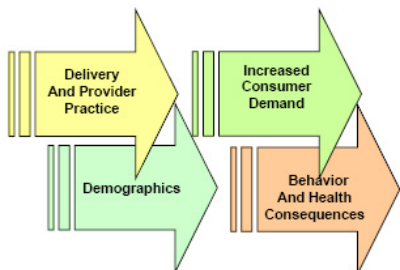 Delivery
And Provider
Practice
Increased
Consumer
Demand
Demographics
Behavior
And Health
Consequences